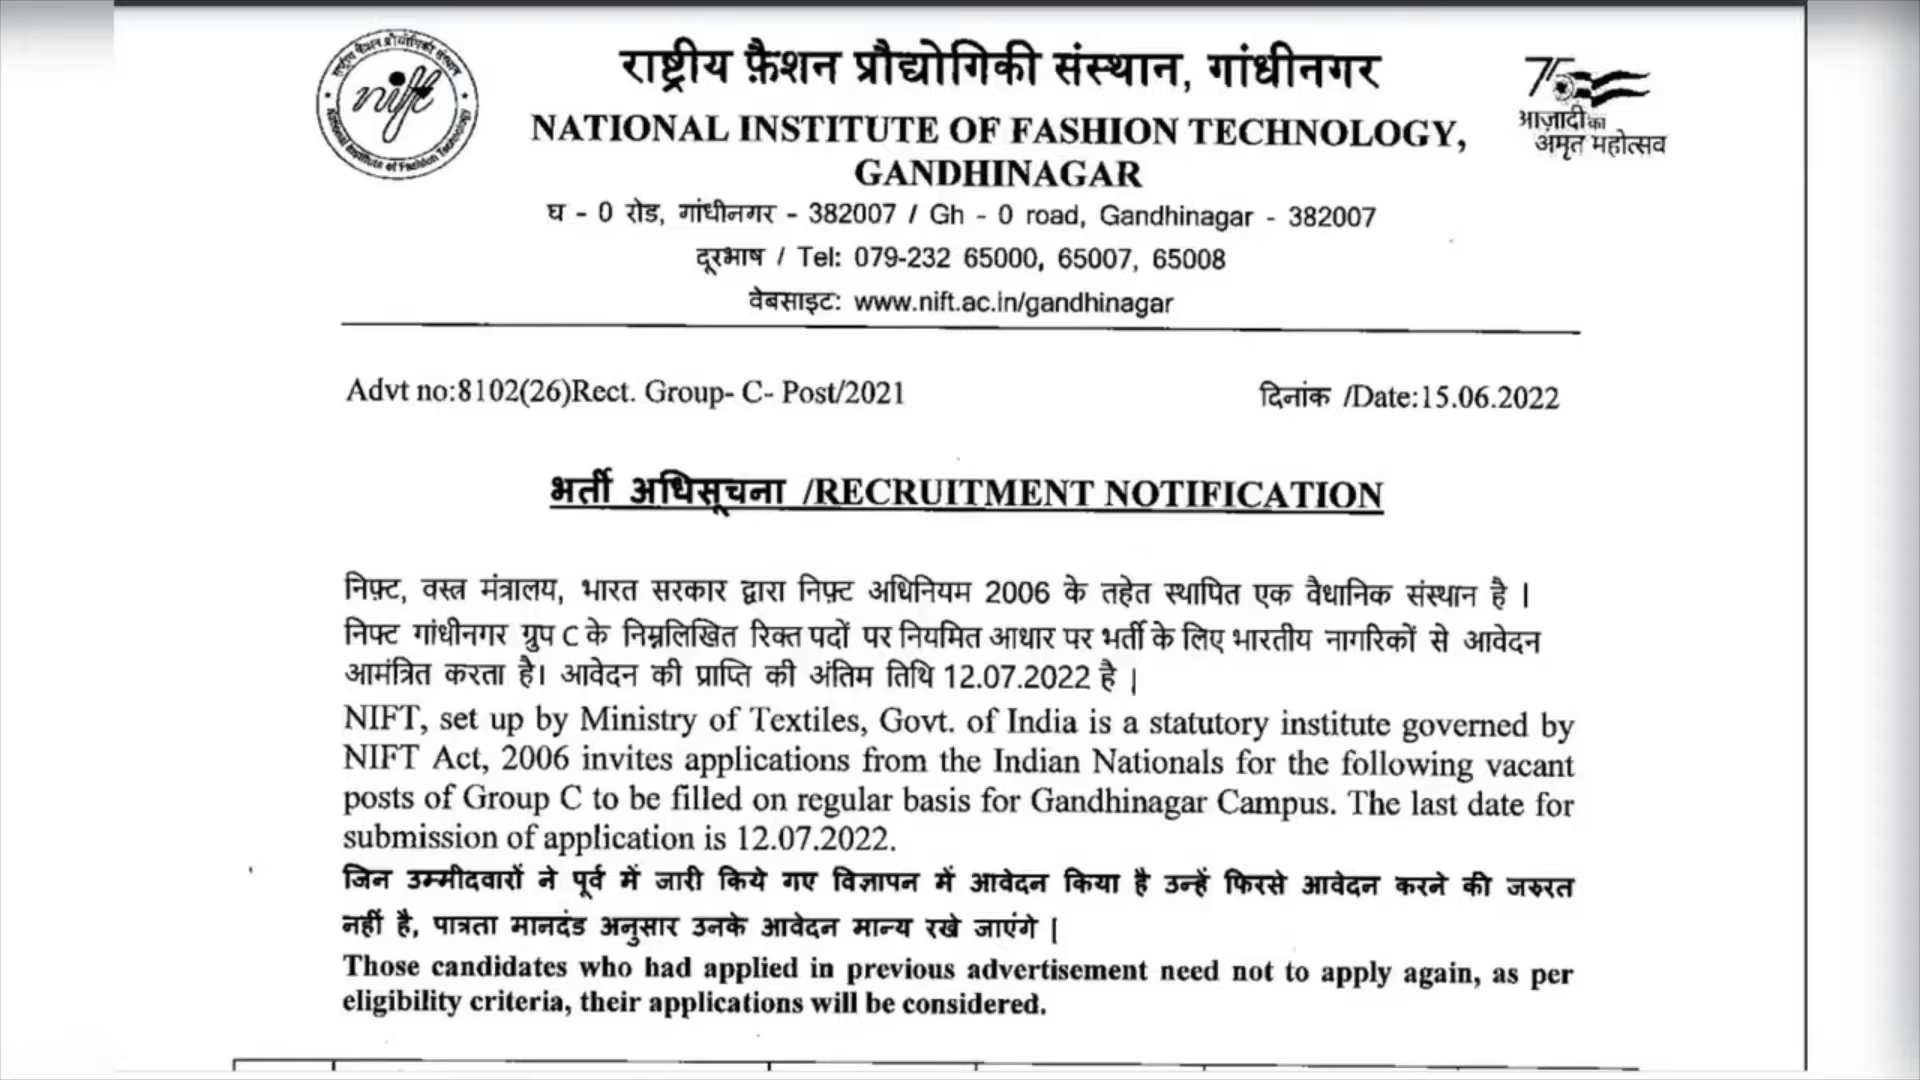 राष्ट्रीय फ़ैशन प्रौद्योगिकी संस्थान
nift
National Institute of Fashion Technology
राष्ट्रीय फ़ैशन प्रौद्योगिकी संस्थान, गांधीनगर
NATIONAL INSTITUTE OF FASHION TECHNOLOGY,
GANDHINAGAR
75
आज़ादी का
अमृत महोत्सव
घ - 0 रोड, गांधीनगर - 382007 / Gh - 0 road, Gandhinagar - 382007
दूरभाष / Tel: 079-232 65000, 65007, 65008
वेबसाइट: www.nift.ac.in/gandhinagar
Advt no:8102(26)Rect. Group- C- Post/2021
दिनांक /Date:15.06.2022
भर्ती अधिसूचना /RECRUITMENT NOTIFICATION
निफ़्ट, वस्त्र मंत्रालय, भारत सरकार द्वारा निफ़्ट अधिनियम 2006 के तहेत स्थापित एक वैधानिक संस्थान है ।
निफ्ट गांधीनगर ग्रुप C के निम्नलिखित रिक्त पदों पर नियमित आधार पर भर्ती के लिए भारतीय नागरिकों से आवेदन
आमंत्रित करता है। आवेदन की प्राप्ति की अंतिम तिथि 12.07.2022 है |
NIFT, set up by Ministry of Textiles, Govt. of India is a statutory institute governed by
NIFT Act, 2006 invites applications from the Indian Nationals for the following vacant
posts of Group C to be filled on regular basis for Gandhinagar Campus. The last date for
submission of application is 12.07.2022.
जिन उम्मीदवारों ने पूर्व में जारी किये गए विज्ञापन में आवेदन किया है उन्हें फिरसे आवेदन करने की जरुरत
नहीं है, पात्रता मानदंड अनुसार उनके आवेदन मान्य रखे जाएंगे |
Those candidates who had applied in previous advertisement need not to apply again, as per
eligibility criteria, their applications will be considered.